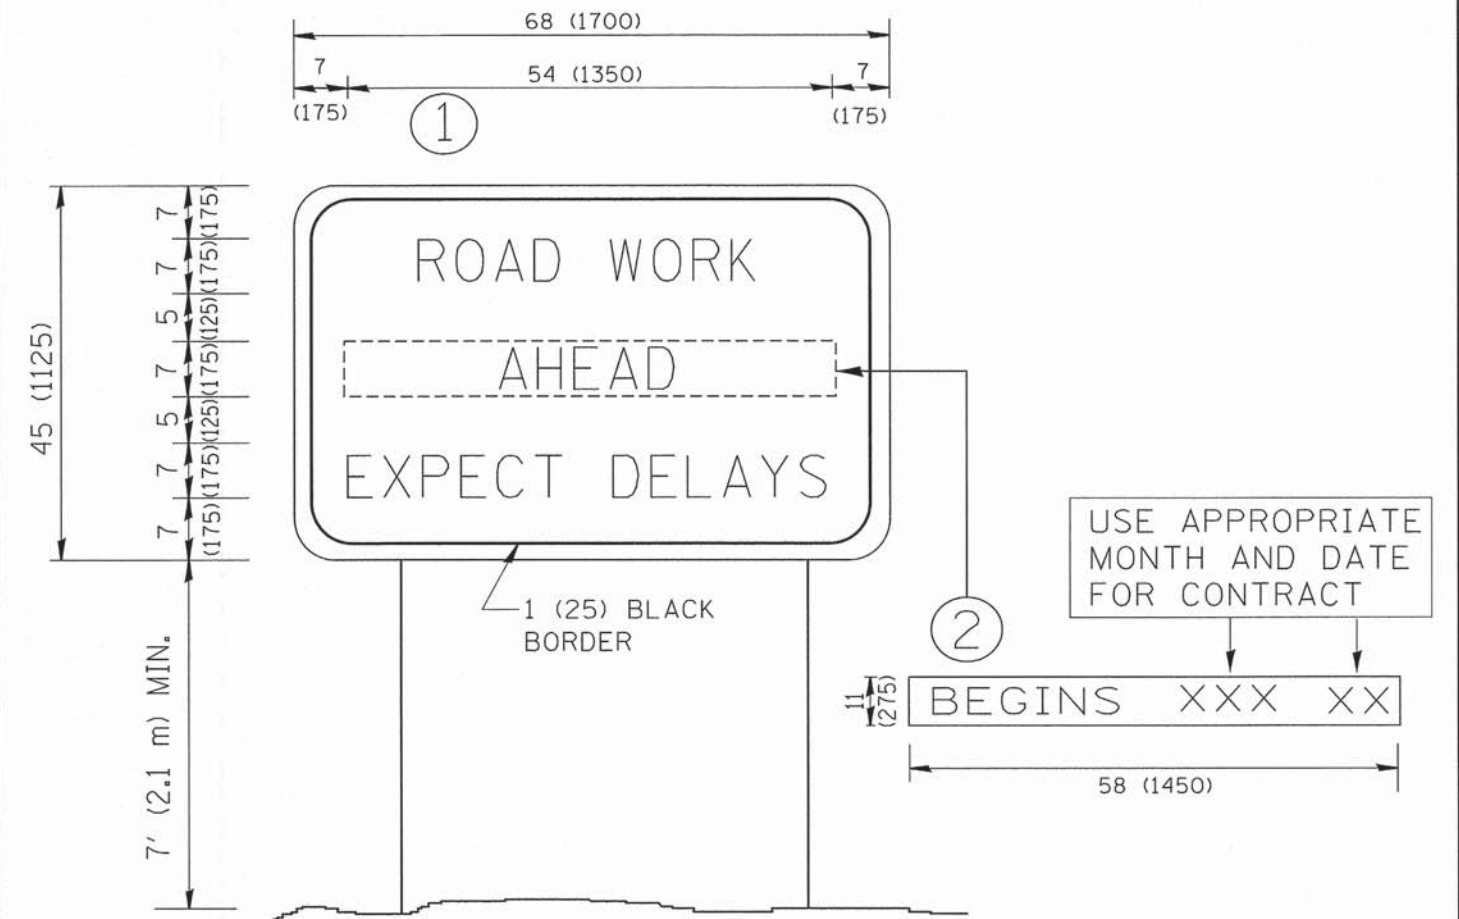 68 (1700)
7
54 (1350)
7
(175)
(175)
1
45 (1125)
7 (175)
7 (175)
5 (125)
7 (175)
5 (125)
7 (175)
7 (175)
ROAD WORK
AHEAD
EXPECT DELAYS
1 (25) BLACK
BORDER
7' (2.1 m) MIN.
USE APPROPRIATE
MONTH AND DATE
FOR CONTRACT
2
11
(275)
BEGINS XXX XX
58 (1450)